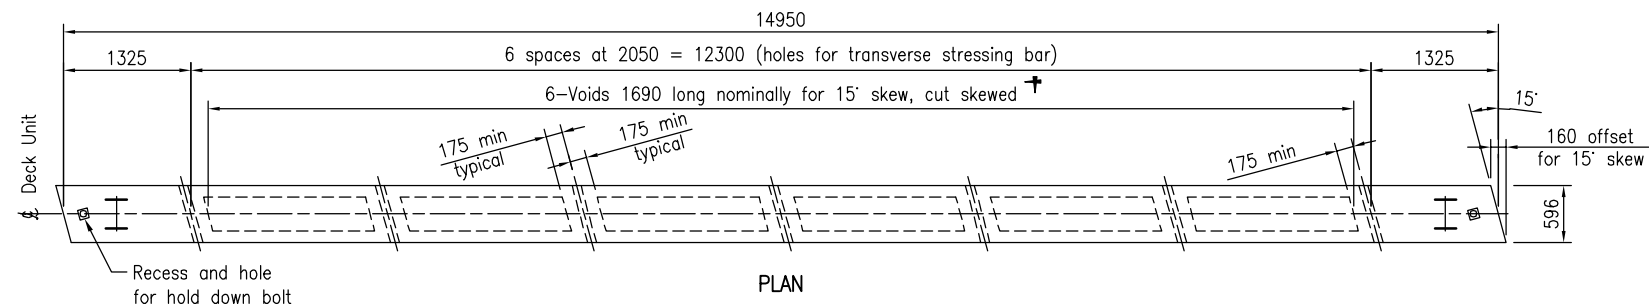 14950
1325
6 spaces at 2050 = 12300 (holes for transverse stressing bar)
1325
6-Voids 1690 long nominally for 15° skew, cut skewed †
15°
175 min
typical
175 min
typical
175 min
160 offset
for 15° skew
℄ Deck Unit
596
Recess and hole
for hold down bolt
PLAN